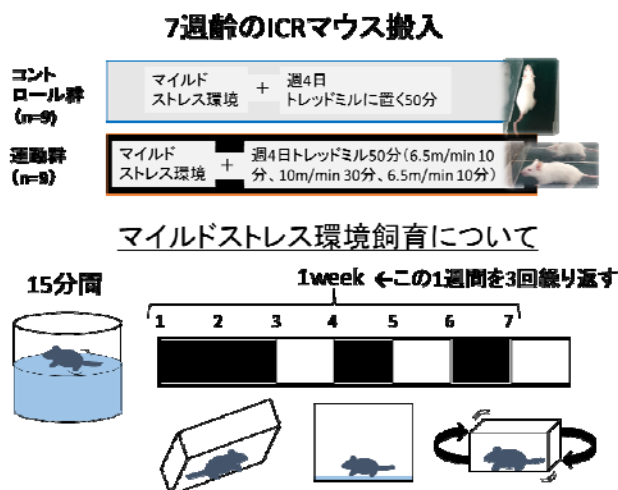 7週齢のICRマウス搬入
コント
ロール群
(n=9)
マイルド
ストレス環境
+
週4日
トレッドミルに置く50分
運動群
(n=9)
マイルド
ストレス環境
+
週4日トレッドミル50分(6.5m/min 10
分、10m/min 30分、6.5m/min 10分)
マイルドストレス環境飼育について
15分間
1week ←この1週間を3回繰り返す
1 2 3 4 5 6 7